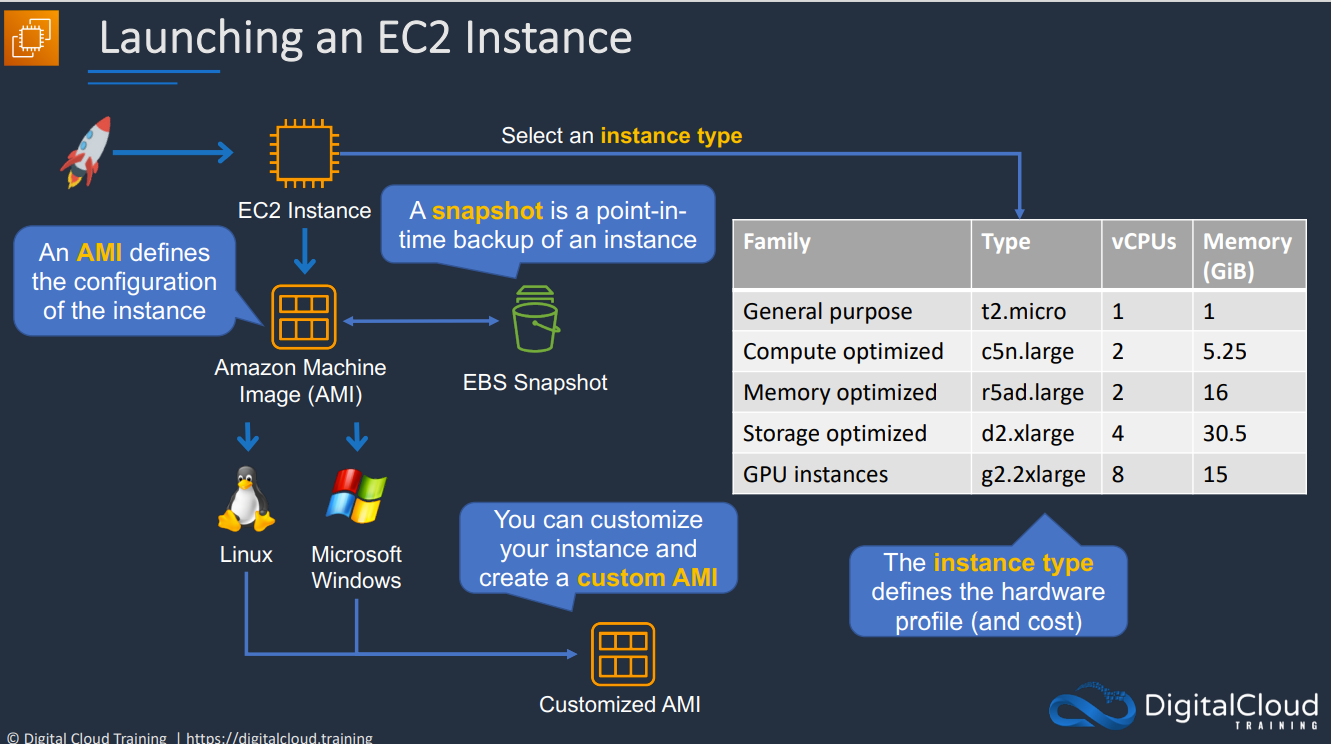 Launching an EC2 Instance
Select an instance type
EC2 Instance
A snapshot is a point-in-
time backup of an instance
An AMI defines
the configuration
of the instance
Amazon Machine
Image (AMI)
EBS Snapshot
Family Type vCPUs Memory
(GiB)
General purpose t2.micro 1 1
Compute optimized c5n.large 2 5.25
Memory optimized r5ad.large 2 16
Storage optimized d2.xlarge 4 30.5
GPU instances g2.2xlarge 8 15
Linux
Microsoft
Windows
You can customize
your instance and
create a custom AMI
The instance type
defines the hardware
profile (and cost)
Customized AMI
DigitalCloud
TRAINING
© Digital Cloud Training | https://digitalcloud.training